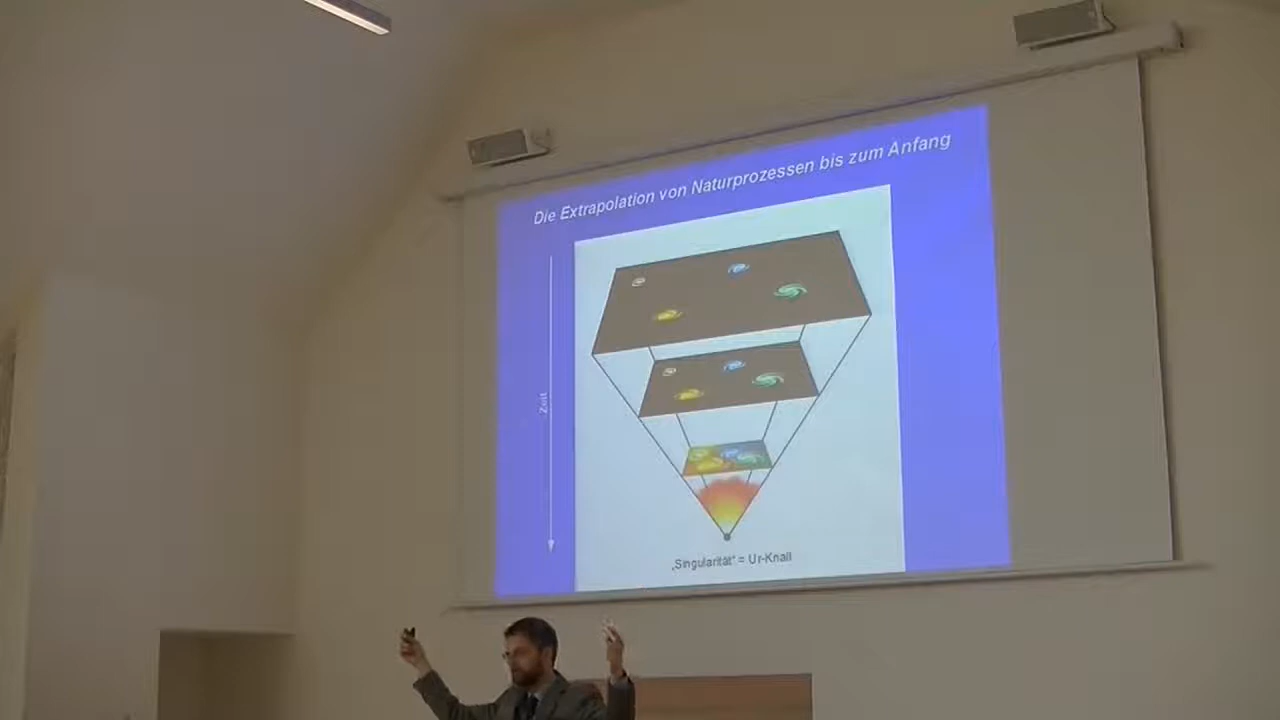 Die Extrapolation von Naturprozessen bis zum Anfang
Zeit
„Singularität“ = Ur-Knall